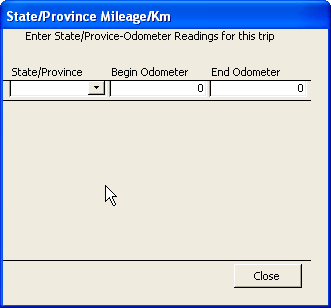 State/Province Mileage/Km
Enter State/Provice-Odometer Readings for this trip
State/Province Begin Odometer End Odometer
0 0
Close